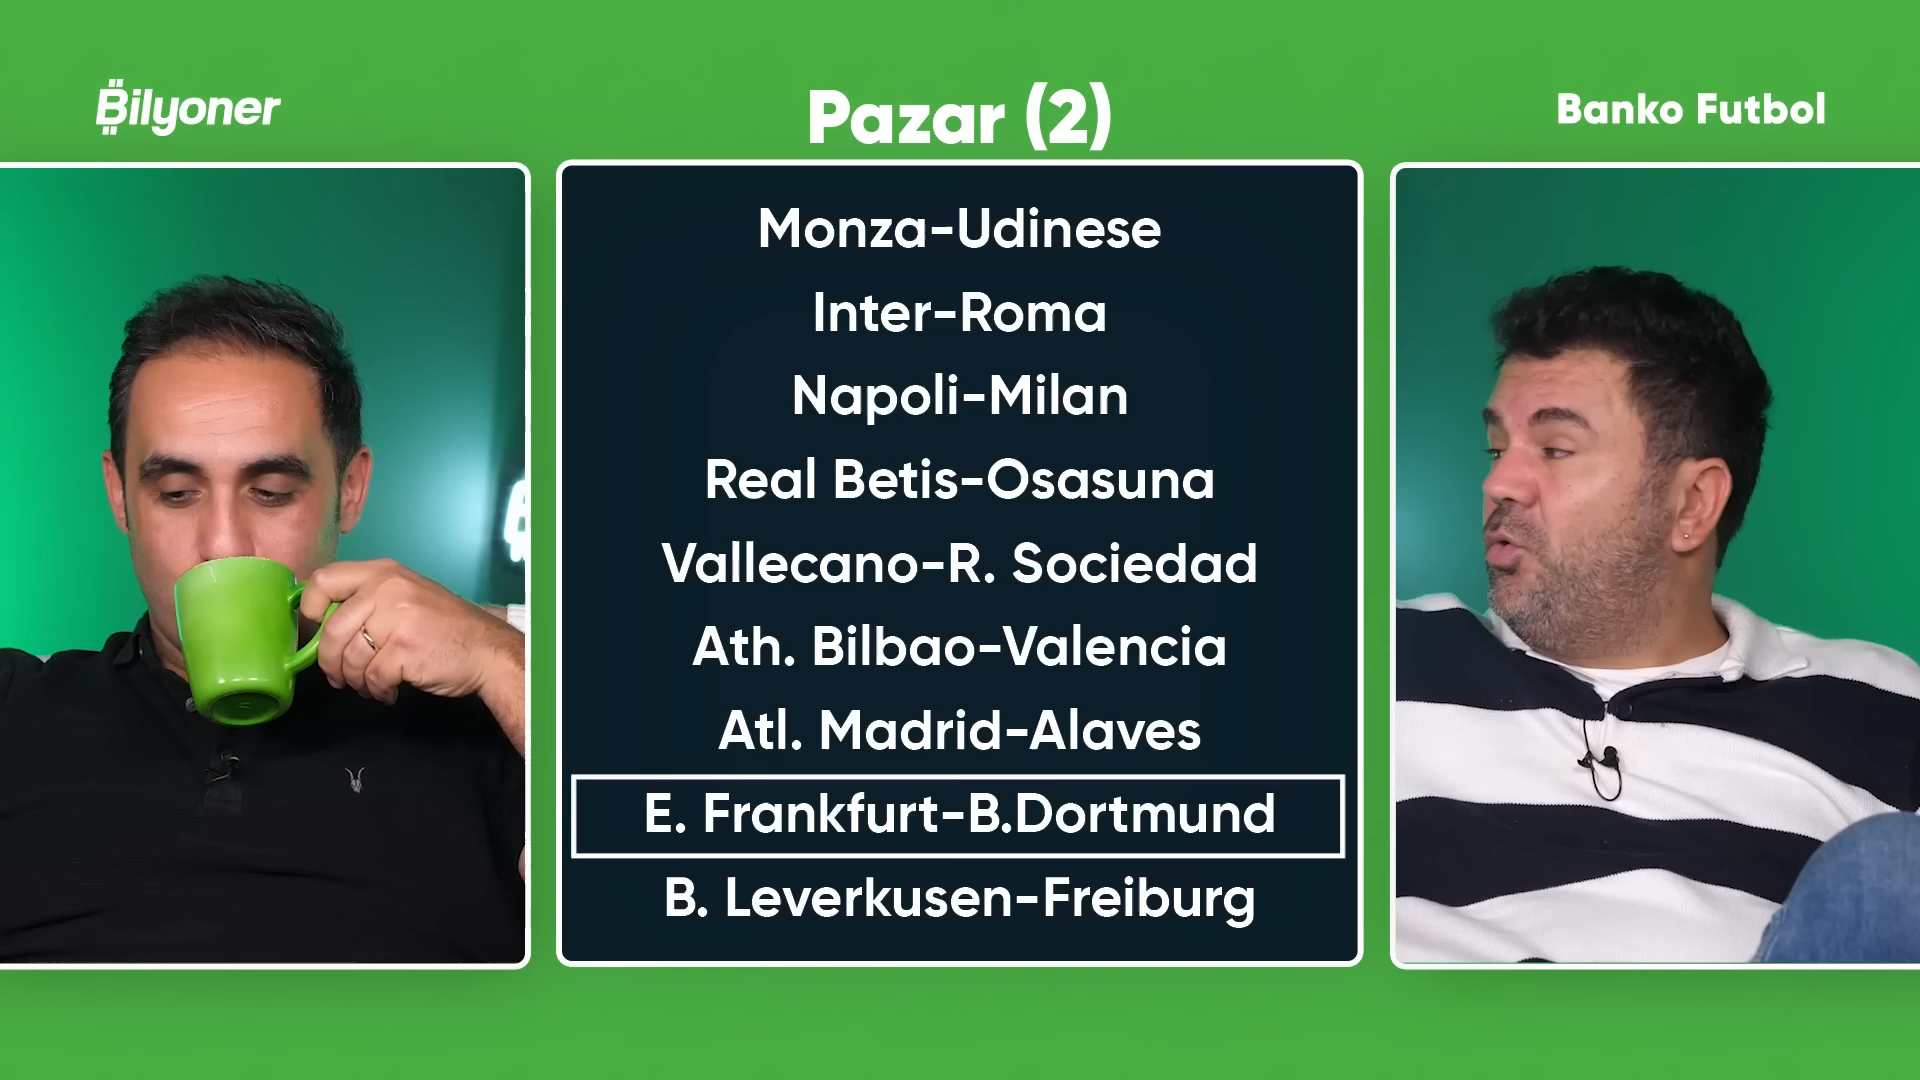 Bilyoner
Pazar (2)
Banko Futbol
Monza-Udinese
Inter-Roma
Napoli-Milan
Real Betis-Osasuna
Vallecano-R. Sociedad
Ath. Bilbao-Valencia
Atl. Madrid-Alaves
E. Frankfurt-B.Dortmund
B. Leverkusen-Freiburg